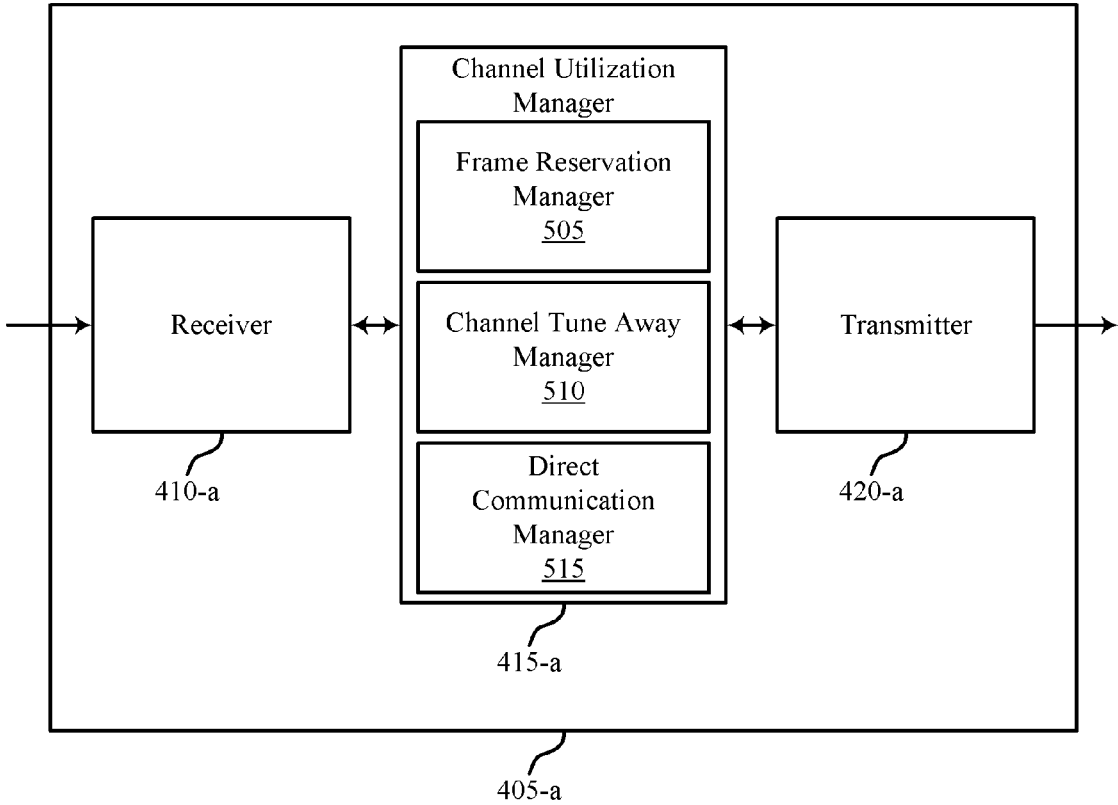 Channel Utilization
Manager
Frame Reservation
Manager
505
Receiver
Channel Tune Away
Manager
510
Transmitter
Direct
Communication
Manager
515
410-a
420-a
415-a
405-a